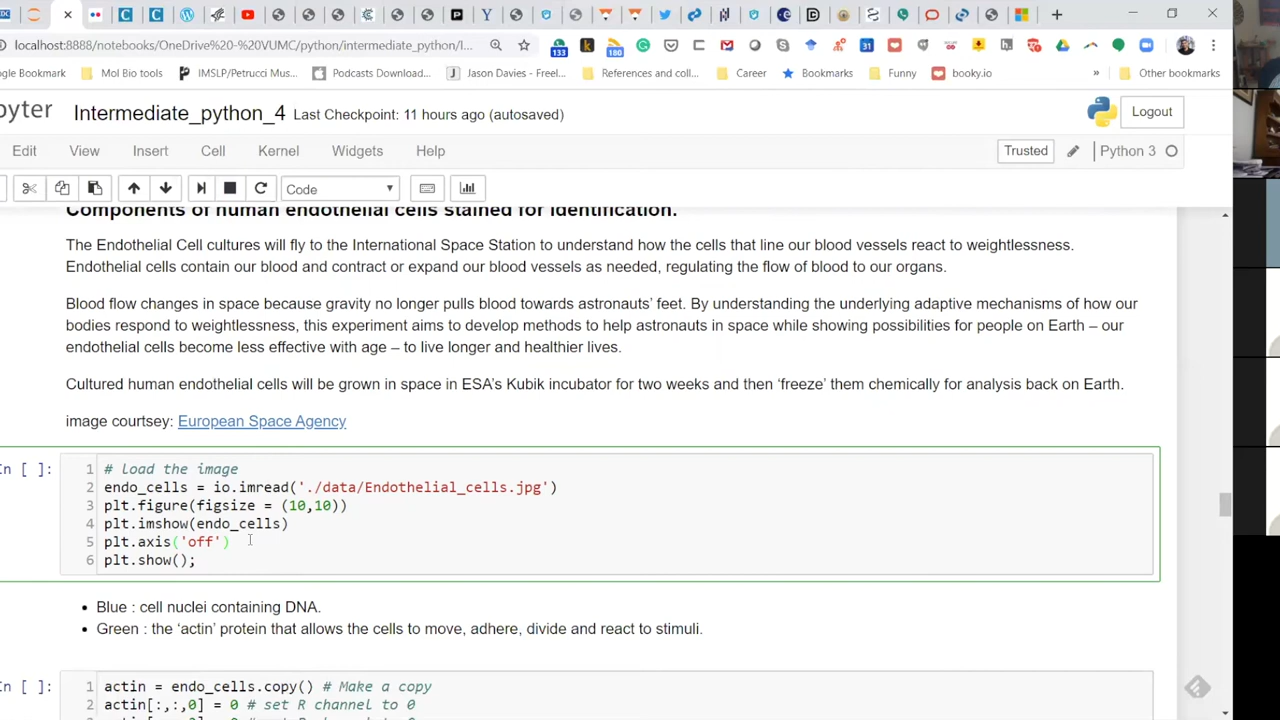 localhost:8888/notebooks/OneDrive%20-%20VUMC/python/intermediate_python/I...
133
180
31
ogle Bookmark
Mol Bio tools
IMSLP/Petrucci Mus...
Podcasts Download...
Jason Davies - Freel...
References and coll...
Career
Bookmarks
Funny
booky.io
»
Other bookmarks
pyter
Intermediate_python_4
Last Checkpoint: 11 hours ago (autosaved)
Logout
Edit
View
Insert
Cell
Kernel
Widgets
Help
Trusted
Python 3
Code
Components of human endothelial cells stained for identification.
The Endothelial Cell cultures will fly to the International Space Station to understand how the cells that line our blood vessels react to weightlessness.
Endothelial cells contain our blood and contract or expand our blood vessels as needed, regulating the flow of blood to our organs.
Blood flow changes in space because gravity no longer pulls blood towards astronauts’ feet. By understanding the underlying adaptive mechanisms of how our
bodies respond to weightlessness, this experiment aims to develop methods to help astronauts in space while showing possibilities for people on Earth – our
endothelial cells become less effective with age – to live longer and healthier lives.
Cultured human endothelial cells will be grown in space in ESA’s Kubik incubator for two weeks and then ‘freeze’ them chemically for analysis back on Earth.
image courtsey: European Space Agency
In [ ]:
1 # load the image
2 endo_cells = io.imread('./data/Endothelial_cells.jpg')
3 plt.figure(figsize = (10,10))
4 plt.imshow(endo_cells)
5 plt.axis('off')
6 plt.show();
• Blue : cell nuclei containing DNA.
• Green : the ‘actin’ protein that allows the cells to move, adhere, divide and react to stimuli.
In [ ]:
1 actin = endo_cells.copy() # Make a copy
2 actin[:,:,0] = 0 # set R channel to 0